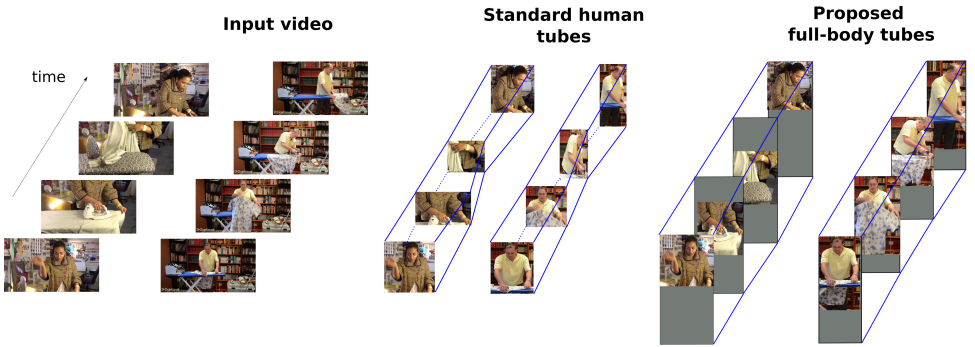 Input video
Standard human
tubes
Proposed
full-body tubes
time